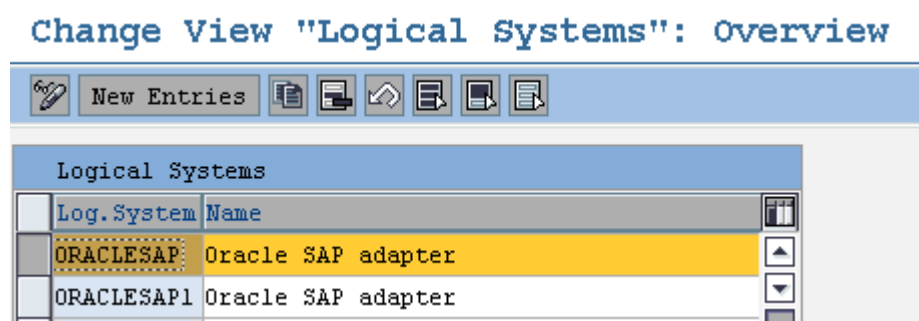 Change View "Logical Systems": Overview
New Entries
Logical Systems
Log.System Name
ORACLESAP Oracle SAP adapter
ORACLESAP1 Oracle SAP adapter